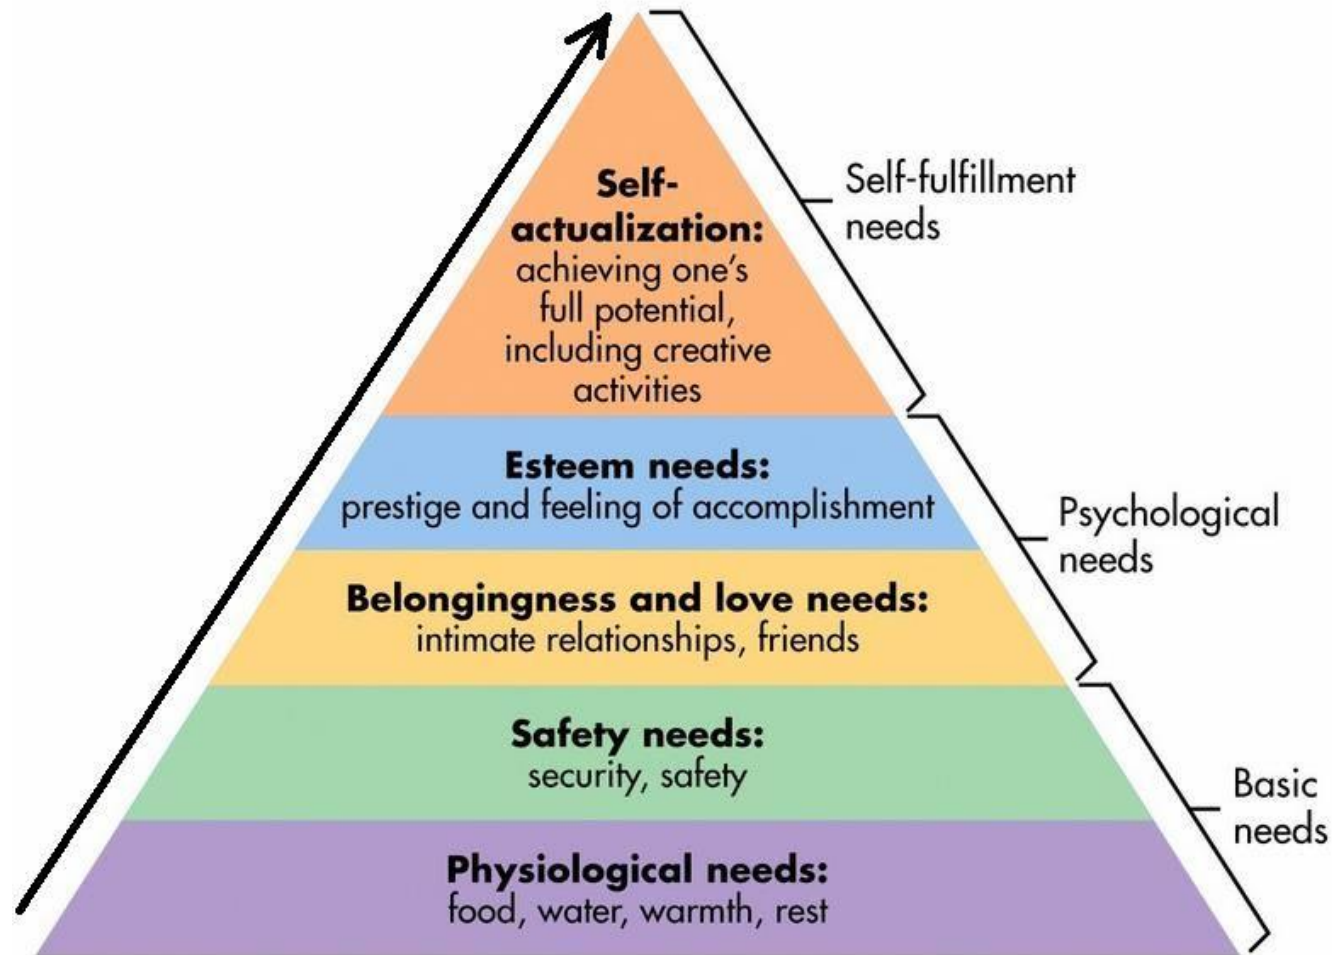 Self-
actualization:
achieving one's
full potential,
including creative
activities
Self-fulfillment
needs
Esteem needs:
prestige and feeling of accomplishment
Psychological
needs
Belongingness and love needs:
intimate relationships, friends
Safety needs:
security, safety
Basic
needs
Physiological needs:
food, water, warmth, rest